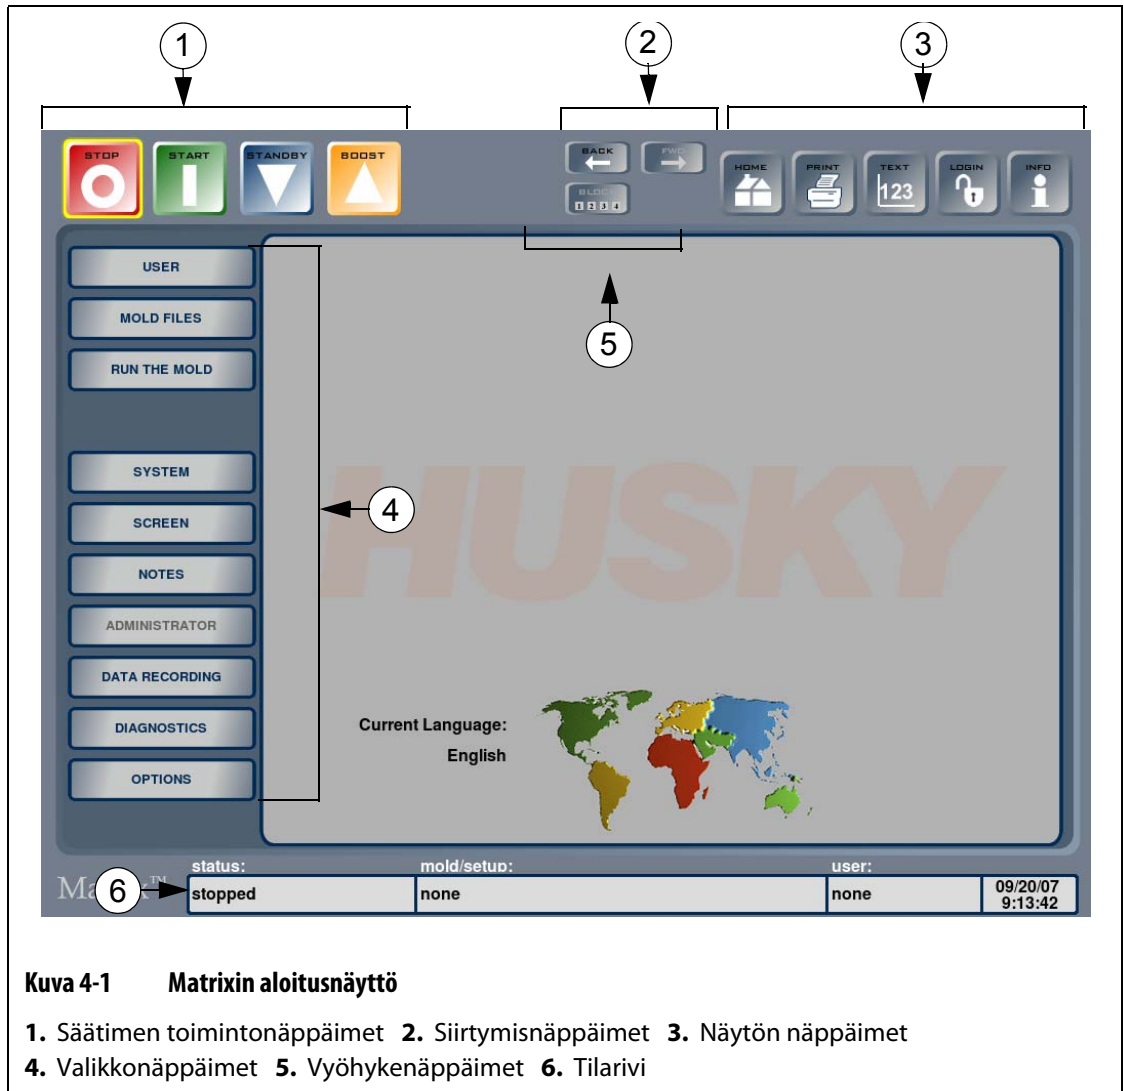 1
2
3
STOP
START
STANDBY
BOOST
BACK
FWD
BLOCK
1 2 3 4
HOME
PRINT
TEXT
123
LOGIN
INFO
USER
MOLD FILES
RUN THE MOLD
5
SYSTEM
SCREEN
NOTES
ADMINISTRATOR
DATA RECORDING
DIAGNOSTICS
OPTIONS
4
HUSKY
Current Language:
English
status:
mold/setup:
user:
6
stopped
none
none
09/20/07
9:13:42
Kuva 4-1 Matrixin aloitusnäyttö
1. Säätimen toimintonäppäimet 2. Siirtymisnäppäimet 3. Näytön näppäimet
4. Valikkonäppäimet 5. Vyöhykenäppäimet 6. Tilarivi